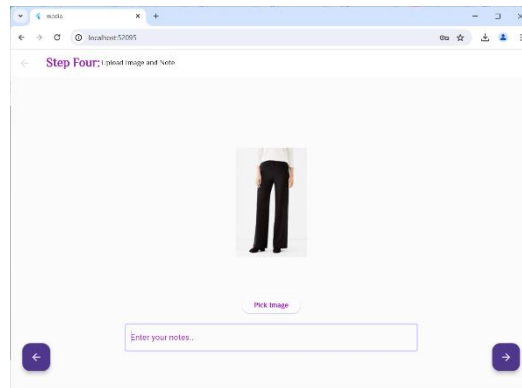 moda
localhost:52095
Step Four: Upload Image and Note
Pick Image
Enter your notes..